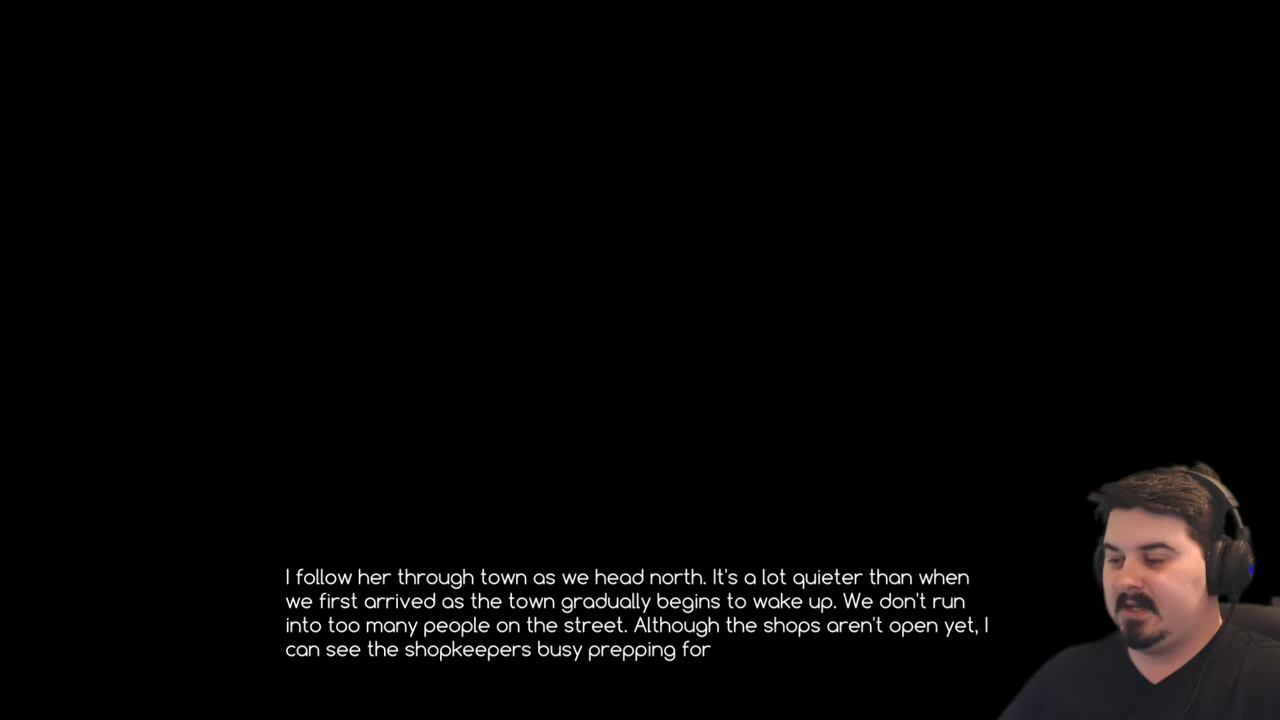 I follow her through town as we head north. It's a lot quieter than when
we first arrived as the town gradually begins to wake up. We don't run
into too many people on the street. Although the shops aren't open yet, I
can see the shopkeepers busy prepping for